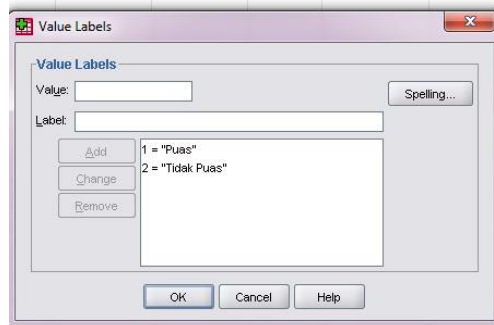 Value Labels
Value Labels
Value:
Spelling...
Label:
Add
1 = "Puas"
Change
2 = "Tidak Puas"
Remove
OK Cancel Help